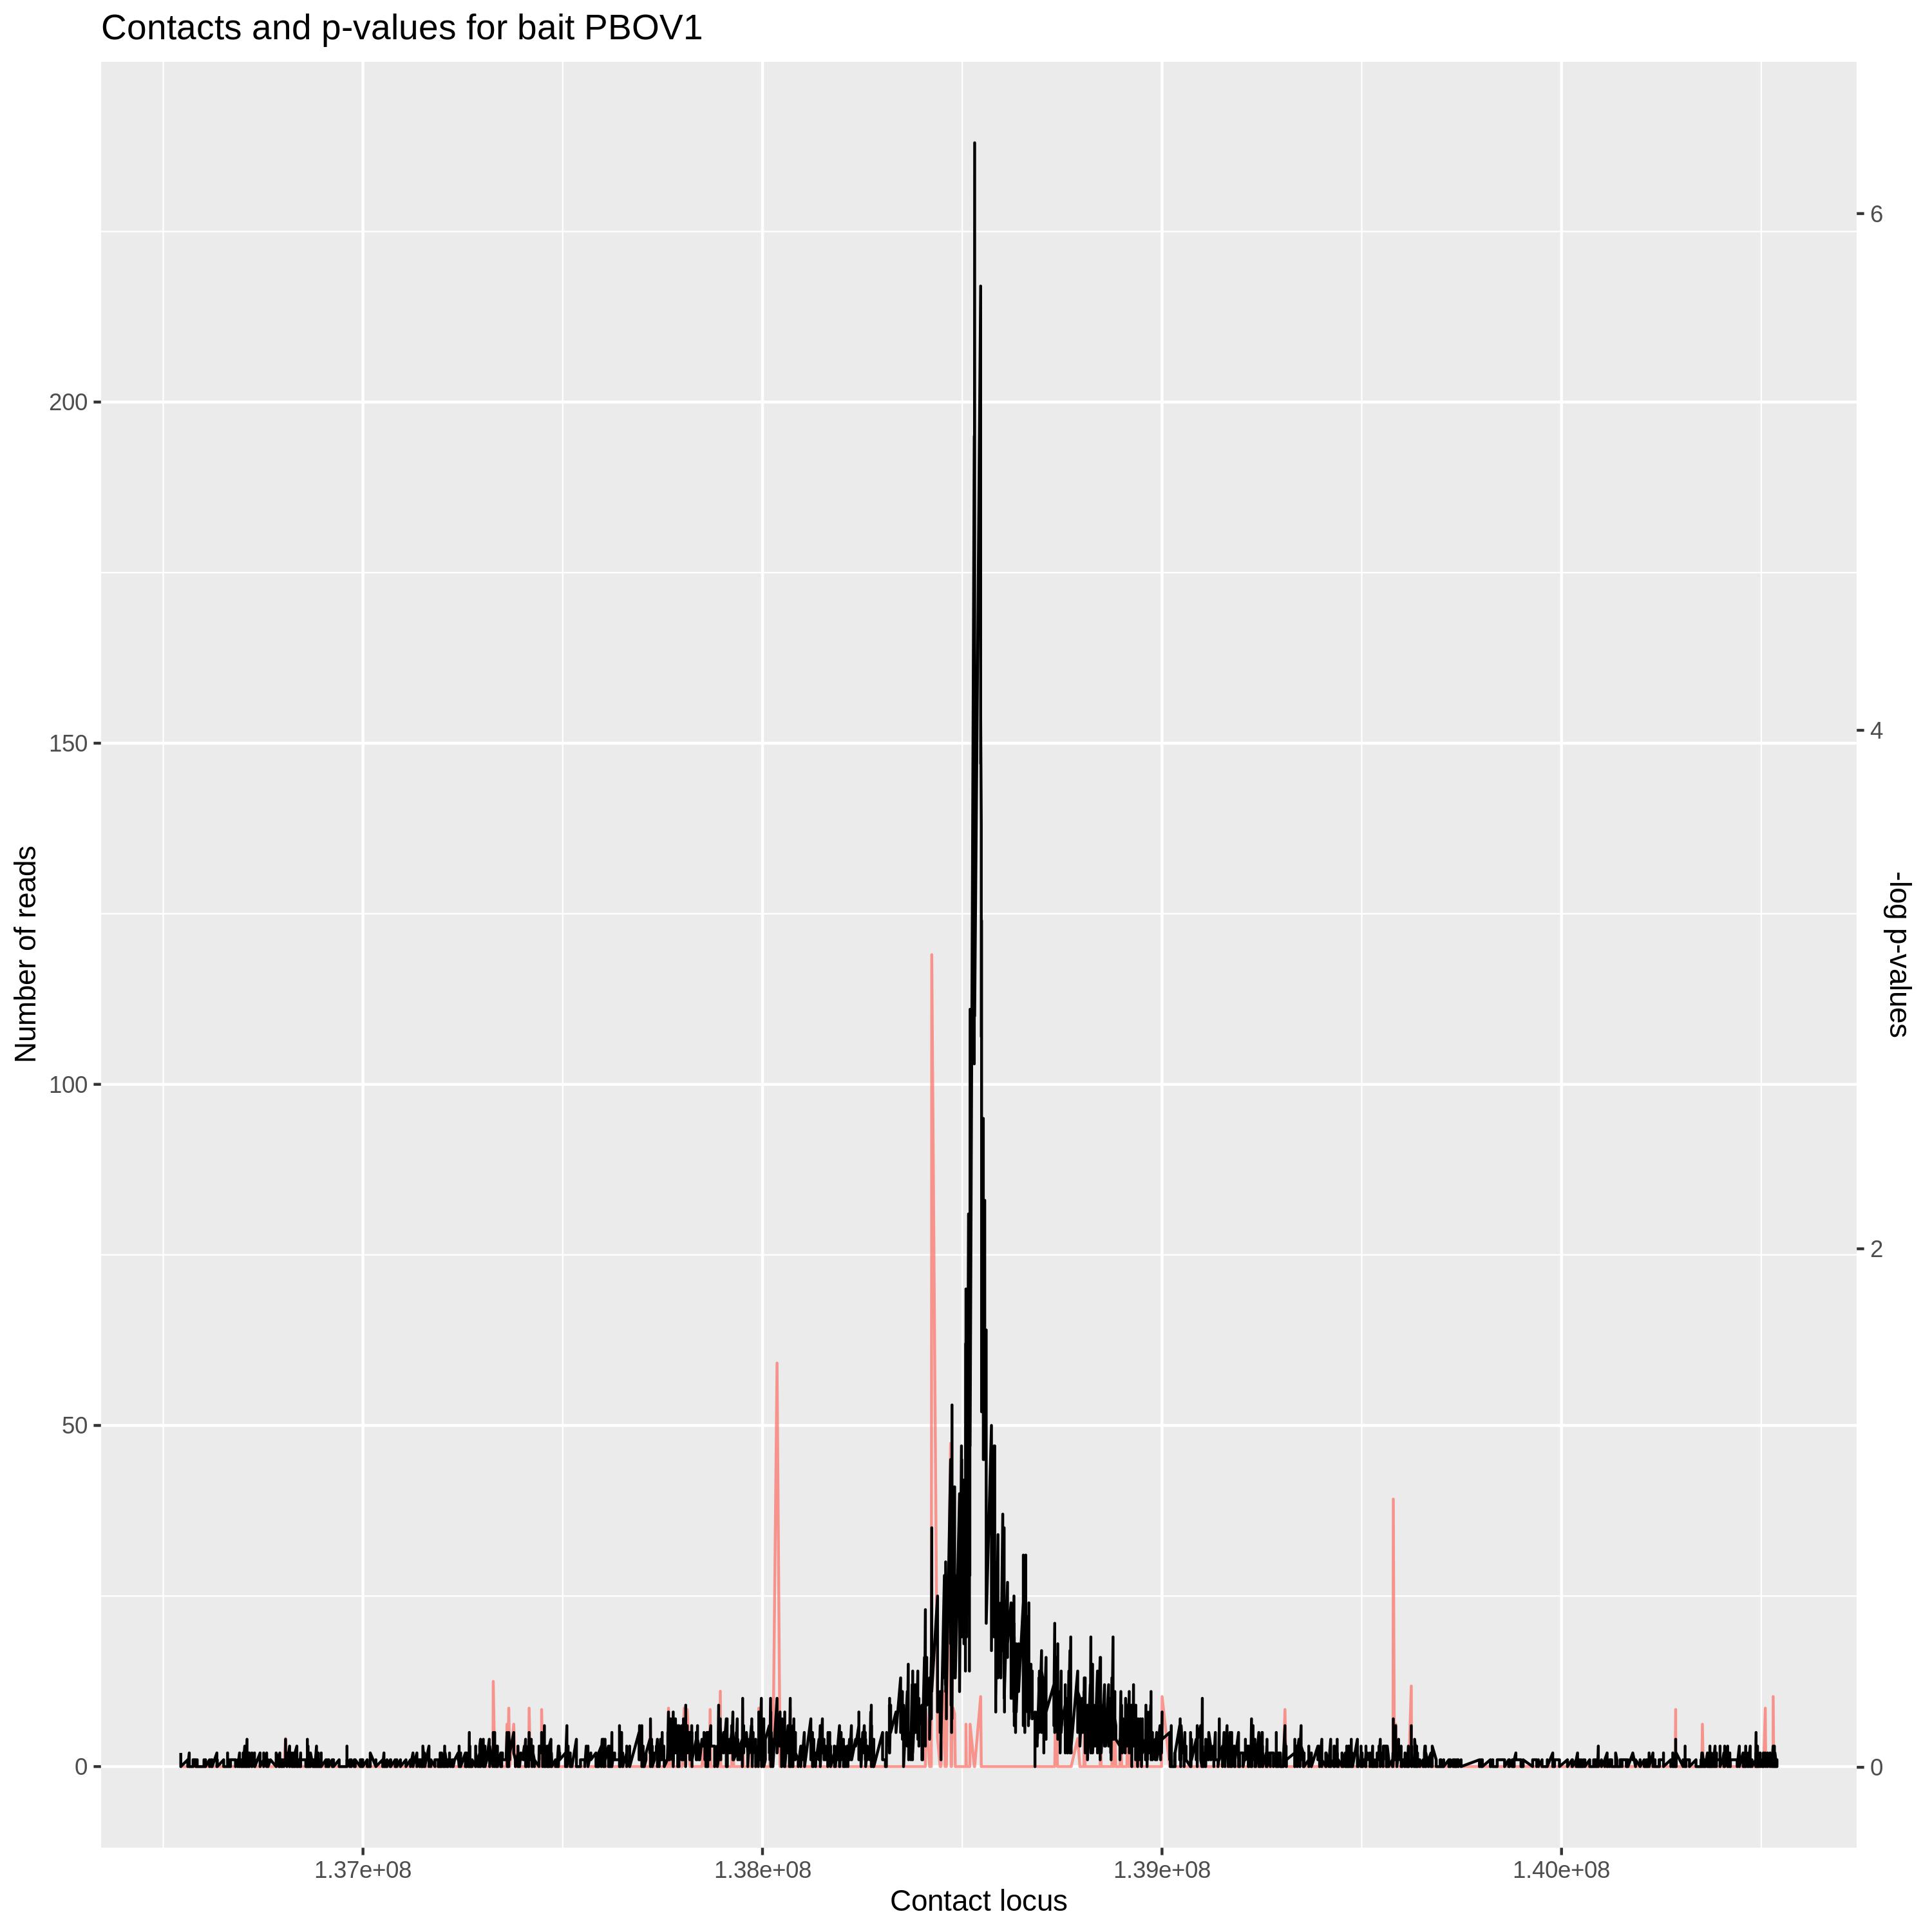 Contacts and p-values for bait PBOV1
Number of reads
200
150
100
50
0
6
4
2
0
-log p-values
1.37e+08
1.38e+08
1.39e+08
1.40e+08
Contact locus